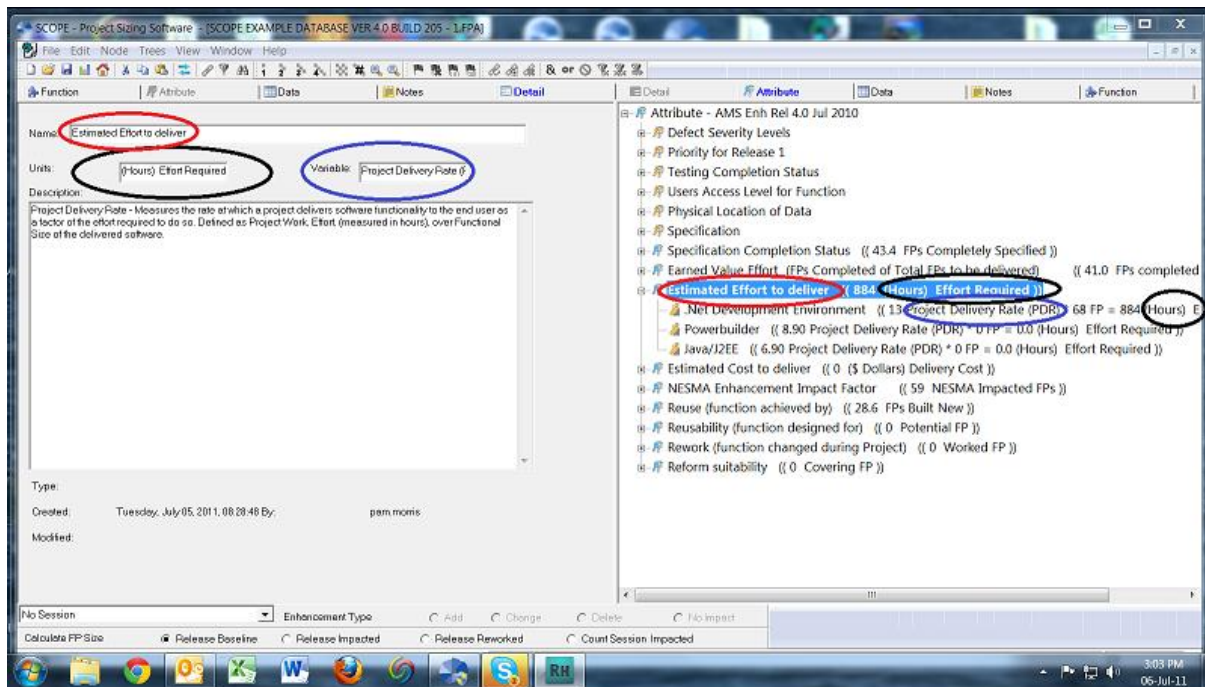 SCOPE - Project Sizing Software - [SCOPE EXAMPLE DATABASE VER 4.0 BUILD 205 - 1.FPA]
File Edit Node Trees View Window Help
& or
Function Attribute Data Notes Detail
Name: Estimated Effort to deliver
Units: (Hours) Effort Required Variable: Project Delivery Rate (
Description:
Project Delivery Rate - Measures the rate at which a project delivers software functionality to the end user as
a factor of the effort required to do so. Defined as Project Work, Effort, (measured in hours), over Functional
Size of the delivered software.
Type:
Created: Tuesday, July 05, 2011, 08:28:48 By: pam.morris
Modified:
Detail Attribute Data Notes Function
Attribute - AMS Enh Rel 4.0 Jul 2010
Defect Severity Levels
Priority for Release 1
Testing Completion Status
Users Access Level for Function
Physical Location of Data
Specification
Specification Completion Status (( 43.4 FPs Completely Specified ))
Earned Value Effort (FPs Completed of Total FPs to be delivered) (( 41.0 FPs completed
Estimated Effort to deliver (( 884 (Hours) Effort Required ))
.Net Development Environment (( 13 Project Delivery Rate (PDR) * 68 FP = 884 (Hours) E
Powerbuilder (( 8.90 Project Delivery Rate (PDR) * 0 FP = 0.0 (Hours) Effort Required ))
Java/J2EE (( 6.90 Project Delivery Rate (PDR) * 0 FP = 0.0 (Hours) Effort Required ))
Estimated Cost to deliver (( 0 ($ Dollars) Delivery Cost ))
NESMA Enhancement Impact Factor (( 59 NESMA Impacted FPs ))
Reuse (function achieved by) (( 28.6 FPs Built New ))
Reusability (function designed for) (( 0 Potential FP ))
Rework (function changed during Project) (( 0 Worked FP ))
Reform suitability (( 0 Covering FP ))
No Session Enhancement Type Add Change Delete No Impact
Calculate FP Size Release Baseline Release Impacted Release Reworked Count Session Impacted
RH
3:03 PM
06-Jul-11